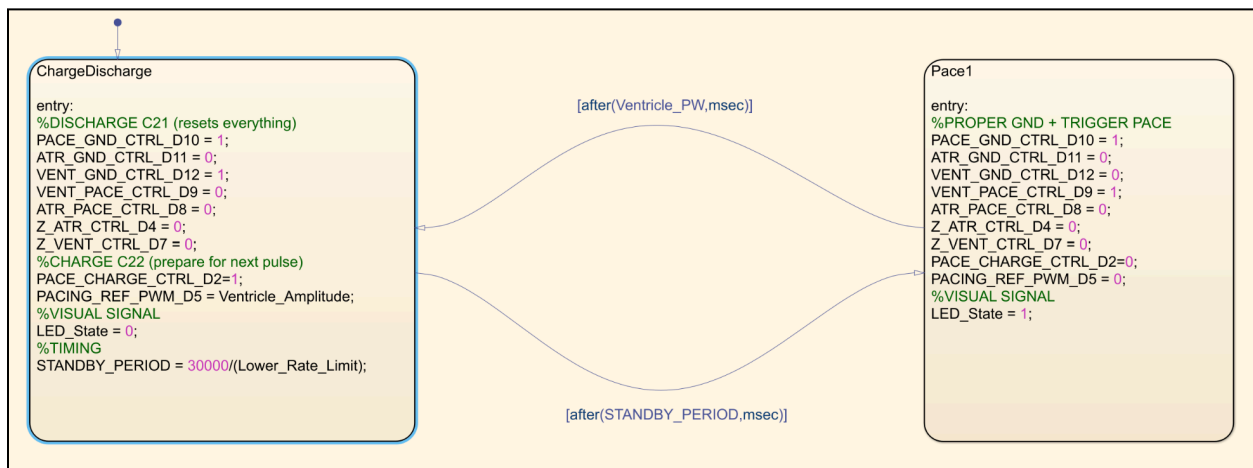 ChargeDischarge
entry:
%DISCHARGE C21 (resets everything)
PACE_GND_CTRL_D10 = 1;
ATR_GND_CTRL_D11 = 0;
VENT_GND_CTRL_D12 = 1;
VENT_PACE_CTRL_D9 = 0;
ATR_PACE_CTRL_D8 = 0;
Z_ATR_CTRL_D4 = 0;
Z_VENT_CTRL_D7 = 0;
%CHARGE C22 (prepare for next pulse)
PACE_CHARGE_CTRL_D2=1;
PACING_REF_PWM_D5 = Ventricle_Amplitude;
%VISUAL SIGNAL
LED_State = 0;
%TIMING
STANDBY_PERIOD = 30000/(Lower_Rate_Limit);
[after(Ventricle_PW,msec)]
[after(STANDBY_PERIOD,msec)]
Pace1
entry:
%PROPER GND + TRIGGER PACE
PACE_GND_CTRL_D10 = 1;
ATR_GND_CTRL_D11 = 0;
VENT_GND_CTRL_D12 = 0;
VENT_PACE_CTRL_D9 = 1;
ATR_PACE_CTRL_D8 = 0;
Z_ATR_CTRL_D4 = 0;
Z_VENT_CTRL_D7 = 0;
PACE_CHARGE_CTRL_D2=0;
PACING_REF_PWM_D5 = 0;
%VISUAL SIGNAL
LED_State = 1;